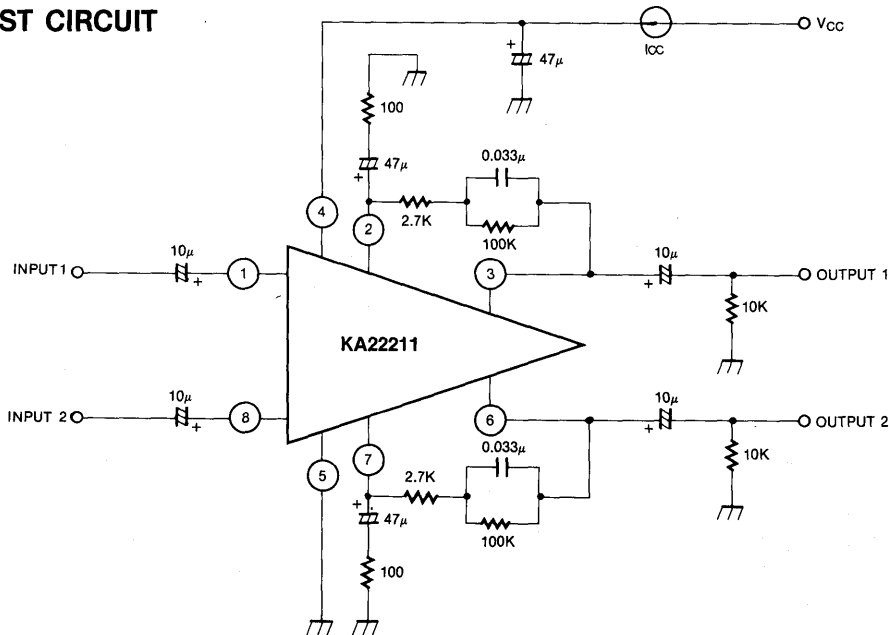 ST CIRCUIT
VCC
ICC
+
47µ
100
47µ
+
0.033µ
2.7K
100K
4
2
INPUT 1
10µ
+
1
3
10µ
+
OUTPUT 1
10K
KA22211
INPUT 2
10µ
+
8
6
10µ
+
OUTPUT 2
10K
5
7
0.033µ
2.7K
100K
+
47µ
100